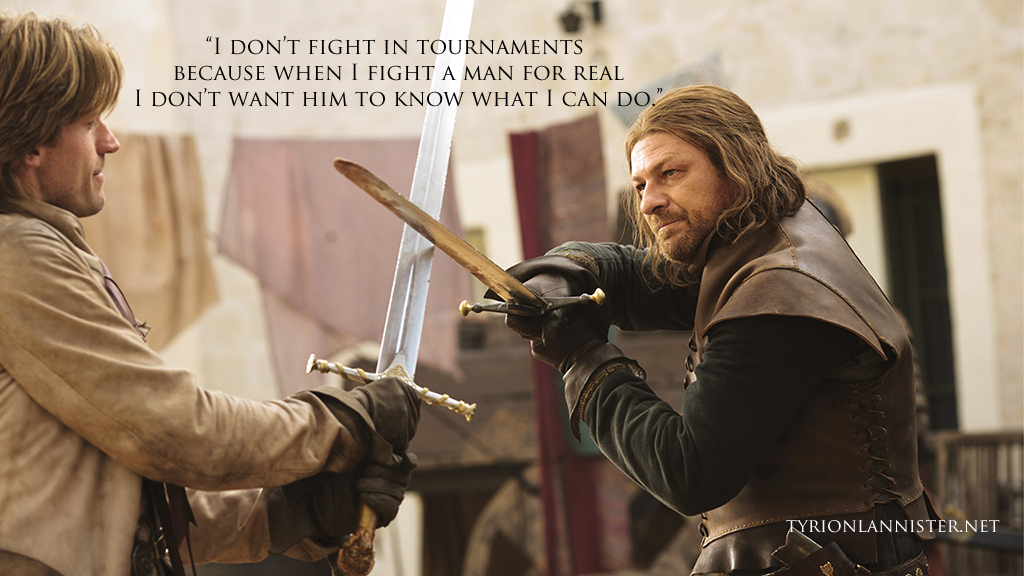 “I DON’T FIGHT IN TOURNAMENTS
BECAUSE WHEN I FIGHT A MAN FOR REAL
I DON’T WANT HIM TO KNOW WHAT I CAN DO.”
TYRIONLANNISTER.NET